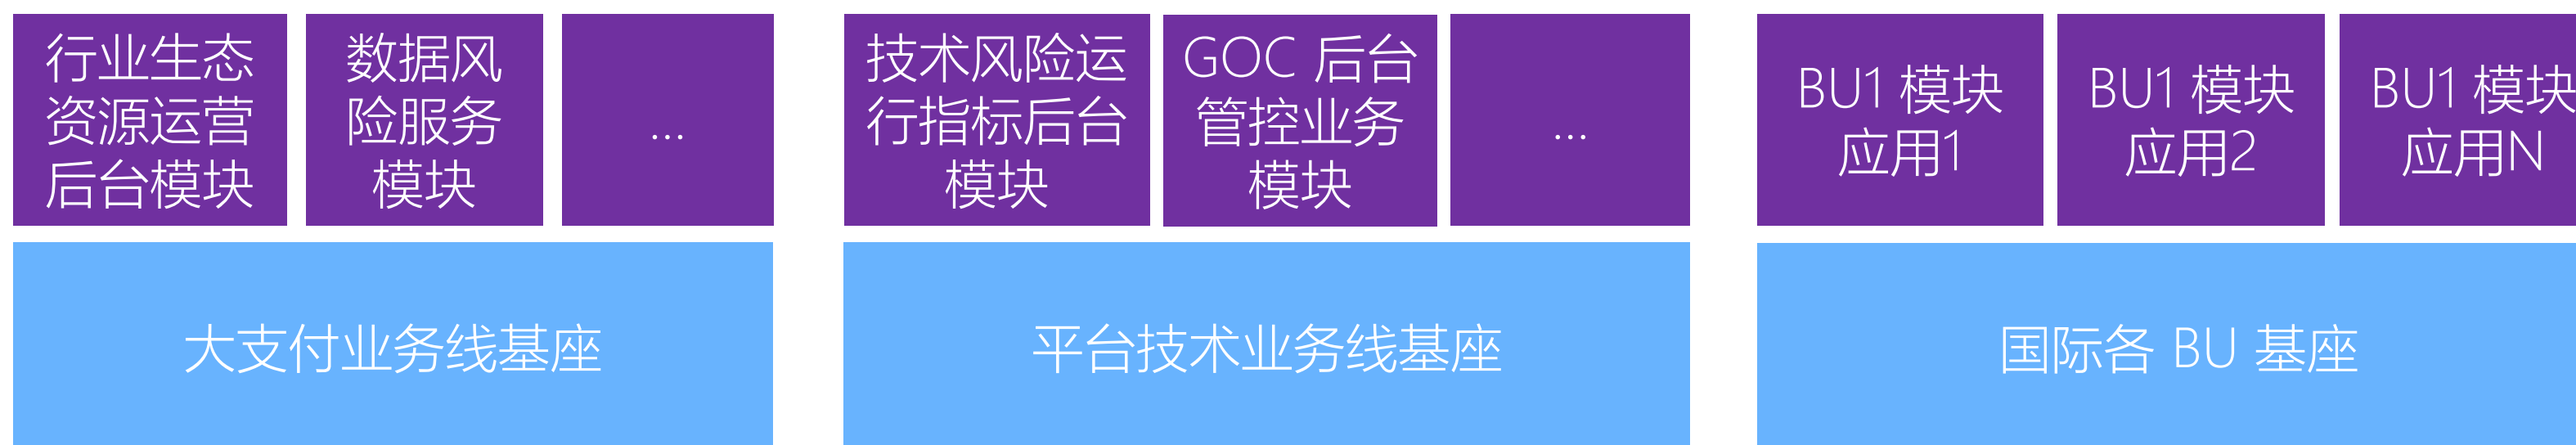 行业生态
资源运营
后台模块
数据风
险服务
模块
...
技术风险运
行指标后台
模块
GOC 后台
管控业务
模块
...
BU1 模块
应用1
BU1 模块
应用2
BU1 模块
应用N
大支付业务线基座
平台技术业务线基座
国际各 BU 基座